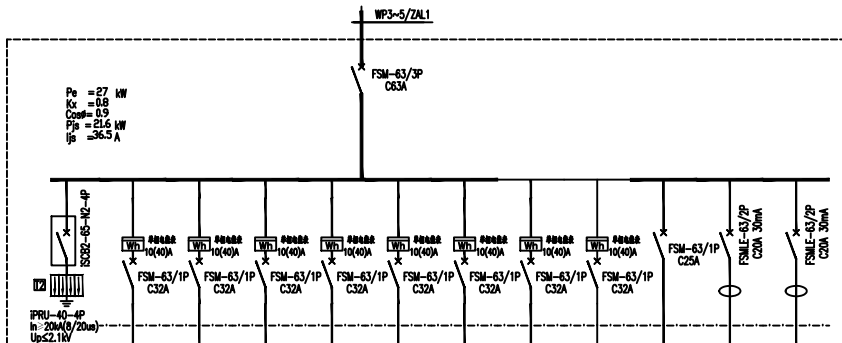 WP3~5/ZAL1
FSM-63/3P
C63A
Pe =27 kW
Kx =0.8
Cosø= 0.9
Pjs =21.6 kW
Ijs =36.5 A
iSCB2-65-N2-4P
Wh
10(40)A
FSM-63/1P
C32A
Wh
10(40)A
FSM-63/1P
C32A
Wh
10(40)A
FSM-63/1P
C32A
Wh
10(40)A
FSM-63/1P
C32A
Wh
10(40)A
FSM-63/1P
C32A
Wh
10(40)A
FSM-63/1P
C32A
Wh
10(40)A
FSM-63/1P
C32A
Wh
10(40)A
FSM-63/1P
C32A
FSM-63/1P
C25A
FSMLE-63/2P
C20A 30mA
FSMLE-63/2P
C20A 30mA
T2
iPRU-40-4P
In≥20kA(8/20us)
Up≤2.1kV